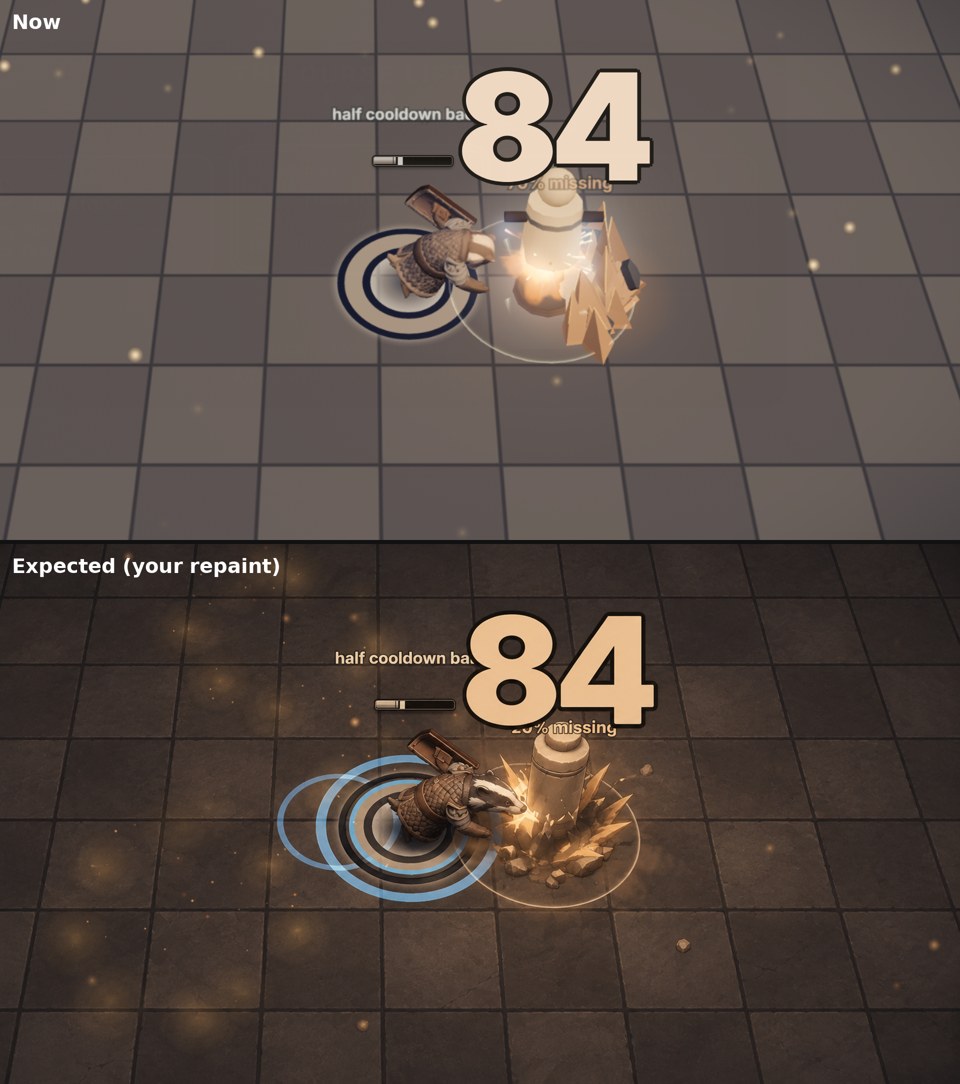 Now
half cooldown ba
84
% missing
Expected (your repaint)
half cooldown ba
84
% missing